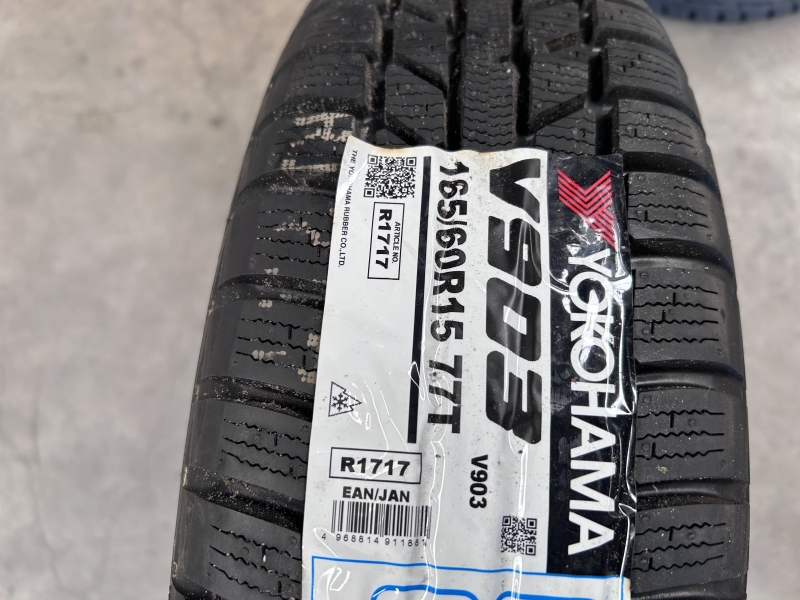 YOKOHAMA
V903
165/60R15 77T
ARTICLE NO.
R1717
THE YOKOHAMA RUBBER CO.,LTD.
V903
R1717
EAN/JAN